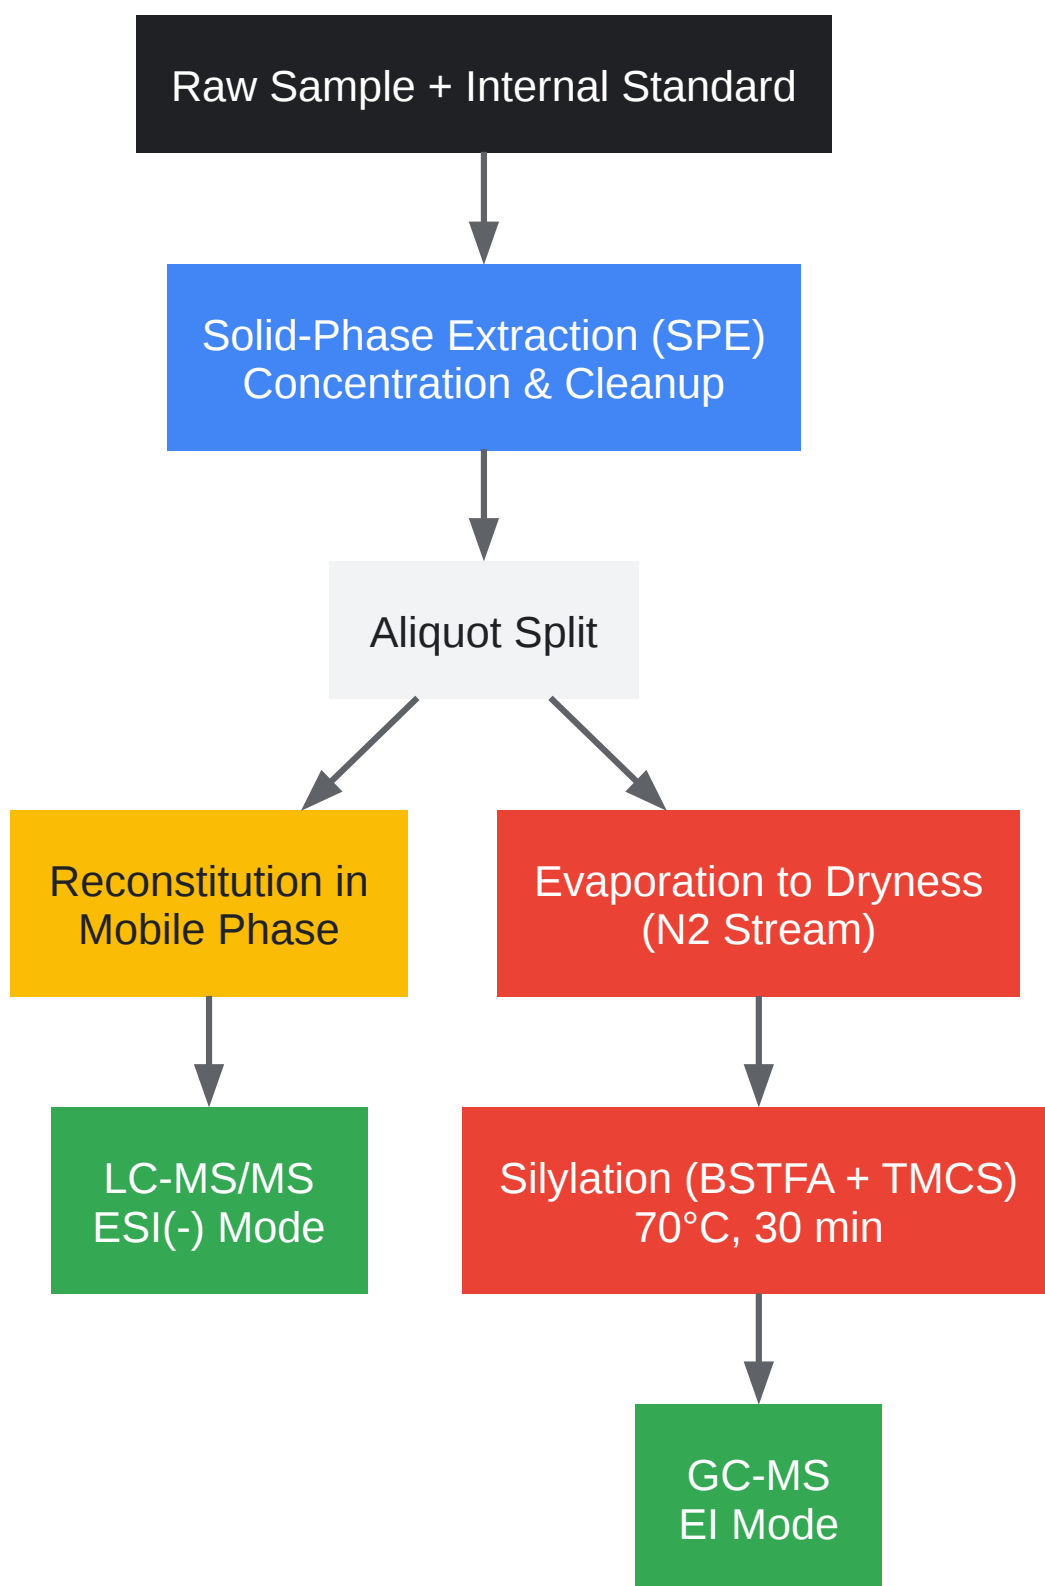 Raw Sample + Internal Standard
Solid-Phase Extraction (SPE)
Concentration & Cleanup
Aliquot Split
Reconstitution in
Mobile Phase
Evaporation to Dryness
(N2 Stream)
LC-MS/MS
ESI(-) Mode
Silylation (BSTFA + TMCS)
70°C, 30 min
GC-MS
EI Mode